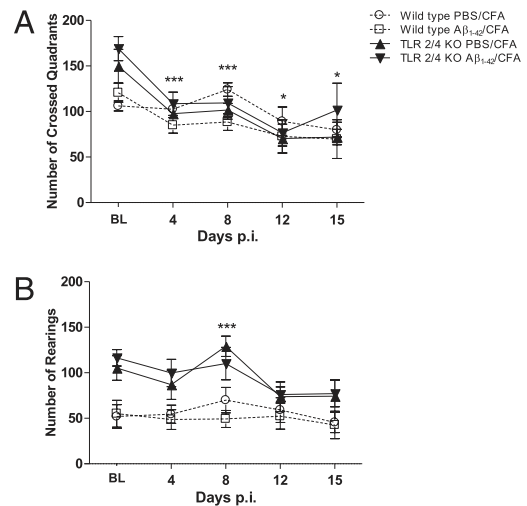 A
Wild type PBS/CFA
Wild type Aβ1-42/CFA
TLR 2/4 KO PBS/CFA
TLR 2/4 KO Aβ1-42/CFA
Number of Crossed Quadrants
200
150
100
50
0
***
***
*
*
BL
4
8
12
15
Days p.i.
B
Number of Rearings
200
150
100
50
0
***
BL
4
8
12
15
Days p.i.